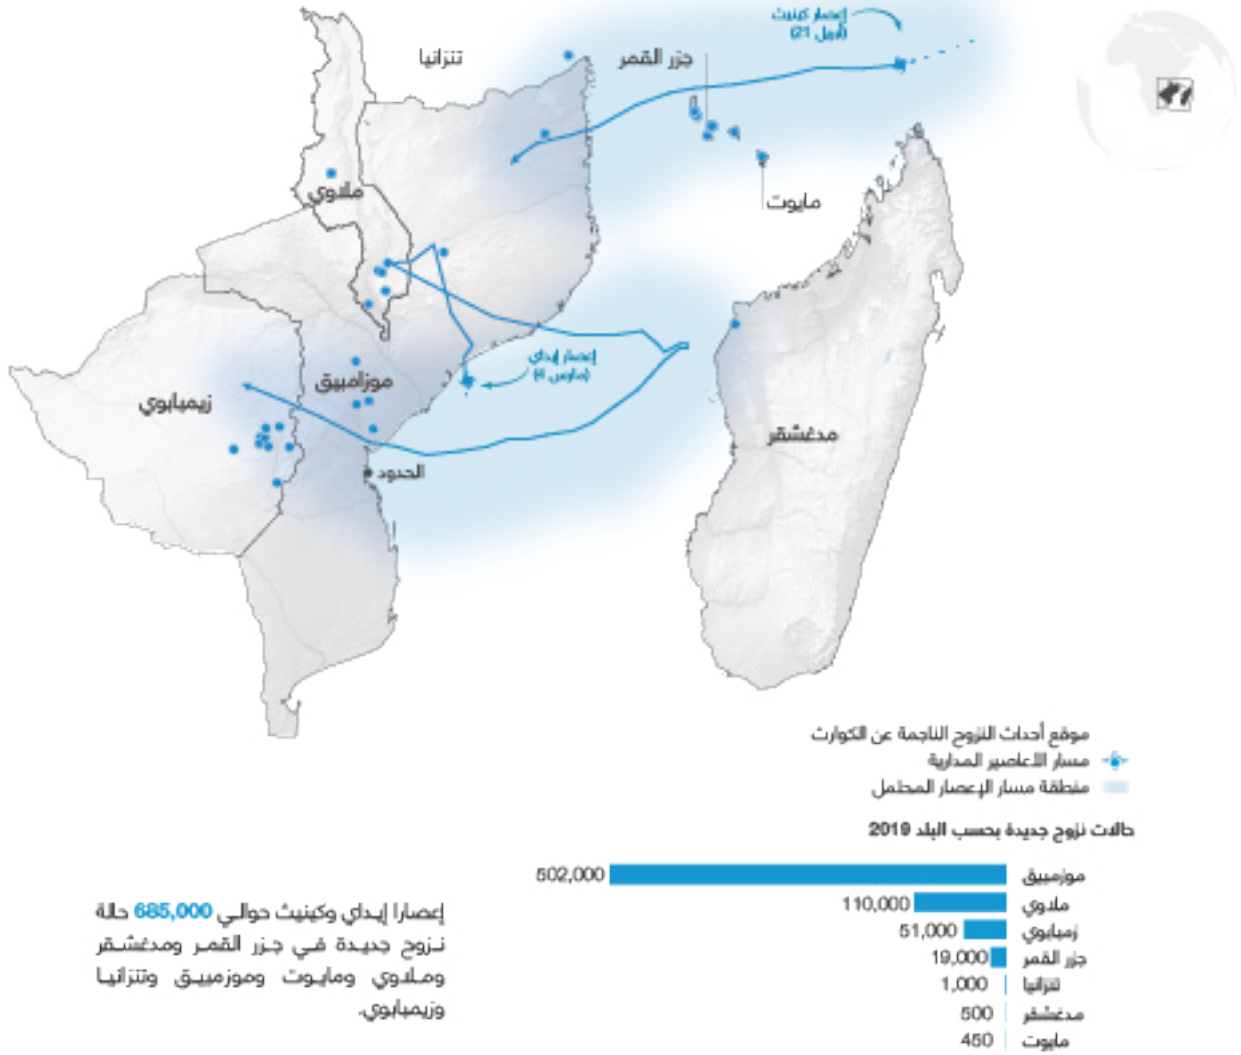 إعصار كينيث
(أبريل 21)
تنزانيا
جزر القمر
ملاوي
مايوت
إعصار إيداي
(مارس 4)
موزامبيق
زيمبابوي
مدغشقر
الحدود
موقع أحداث النزوح الناجمة عن الكوارث
مسار الأعاصير المدارية
منطقة مسار الإعصار المحتمل
حالات نزوح جديدة بحسب البلد 2019
موزمبيق 502,000
ملاوي 110,000
زمبابوي 51,000
جزر القمر 19,000
تنزانيا 1,000
مدغشقر 500
مايوت 450
إعصارا إيداي وكينيث حوالي 685,000 حالة
نزوح جديدة في جزر القمر ومدغشقر
وملاوي ومايوت وموزمبيق وتنزانيا
وزيمبابوي.